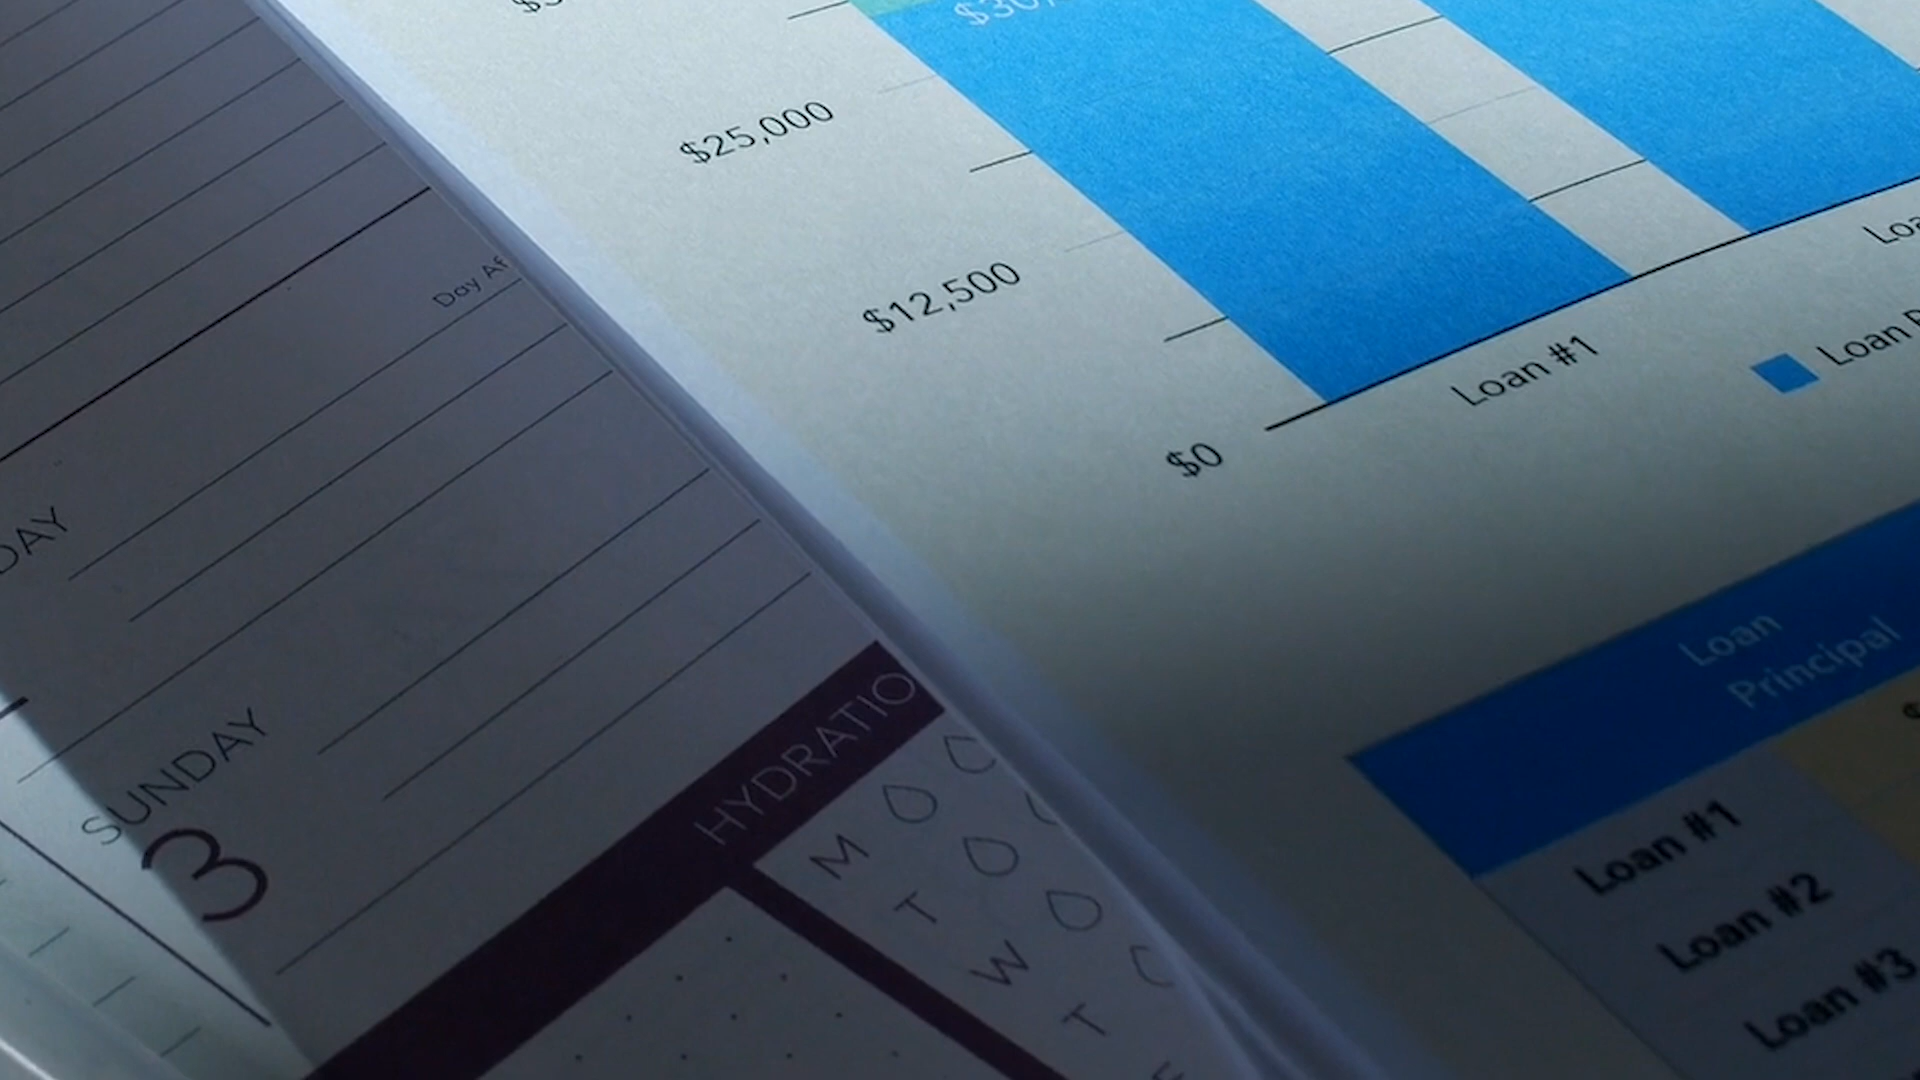 $30,
$25,000
$12,500
$0
Loan #1
Loan
Loan
Principal
Loan #1
Loan #2
Loan #3
Day
DAY
SUNDAY
3
HYDRATIO
M
T
W
T